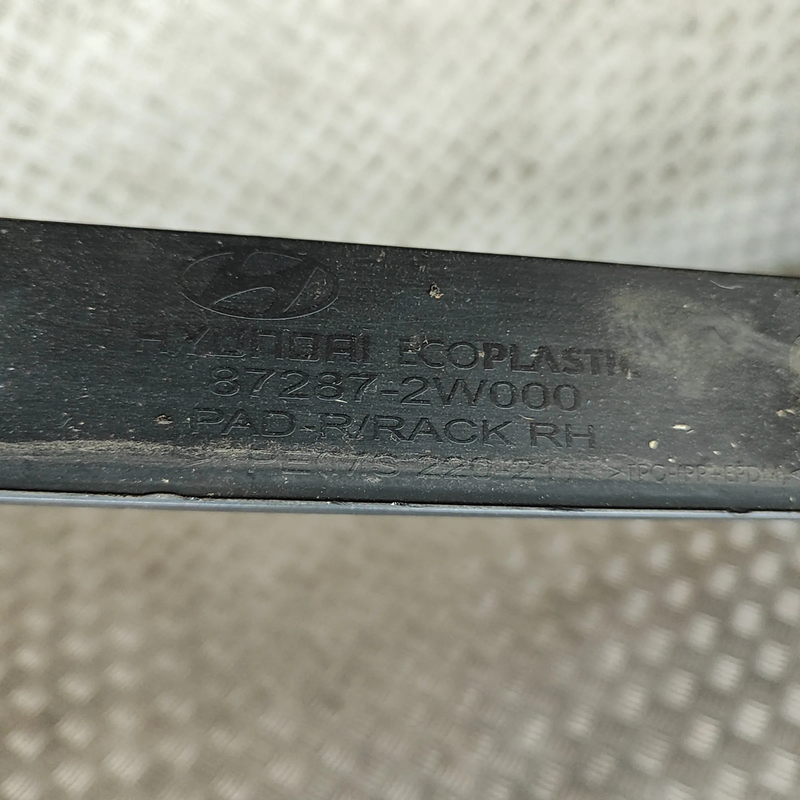 HYUNDAI ECOPLASTIC
87287-2W000
PAD-R/RACK RH